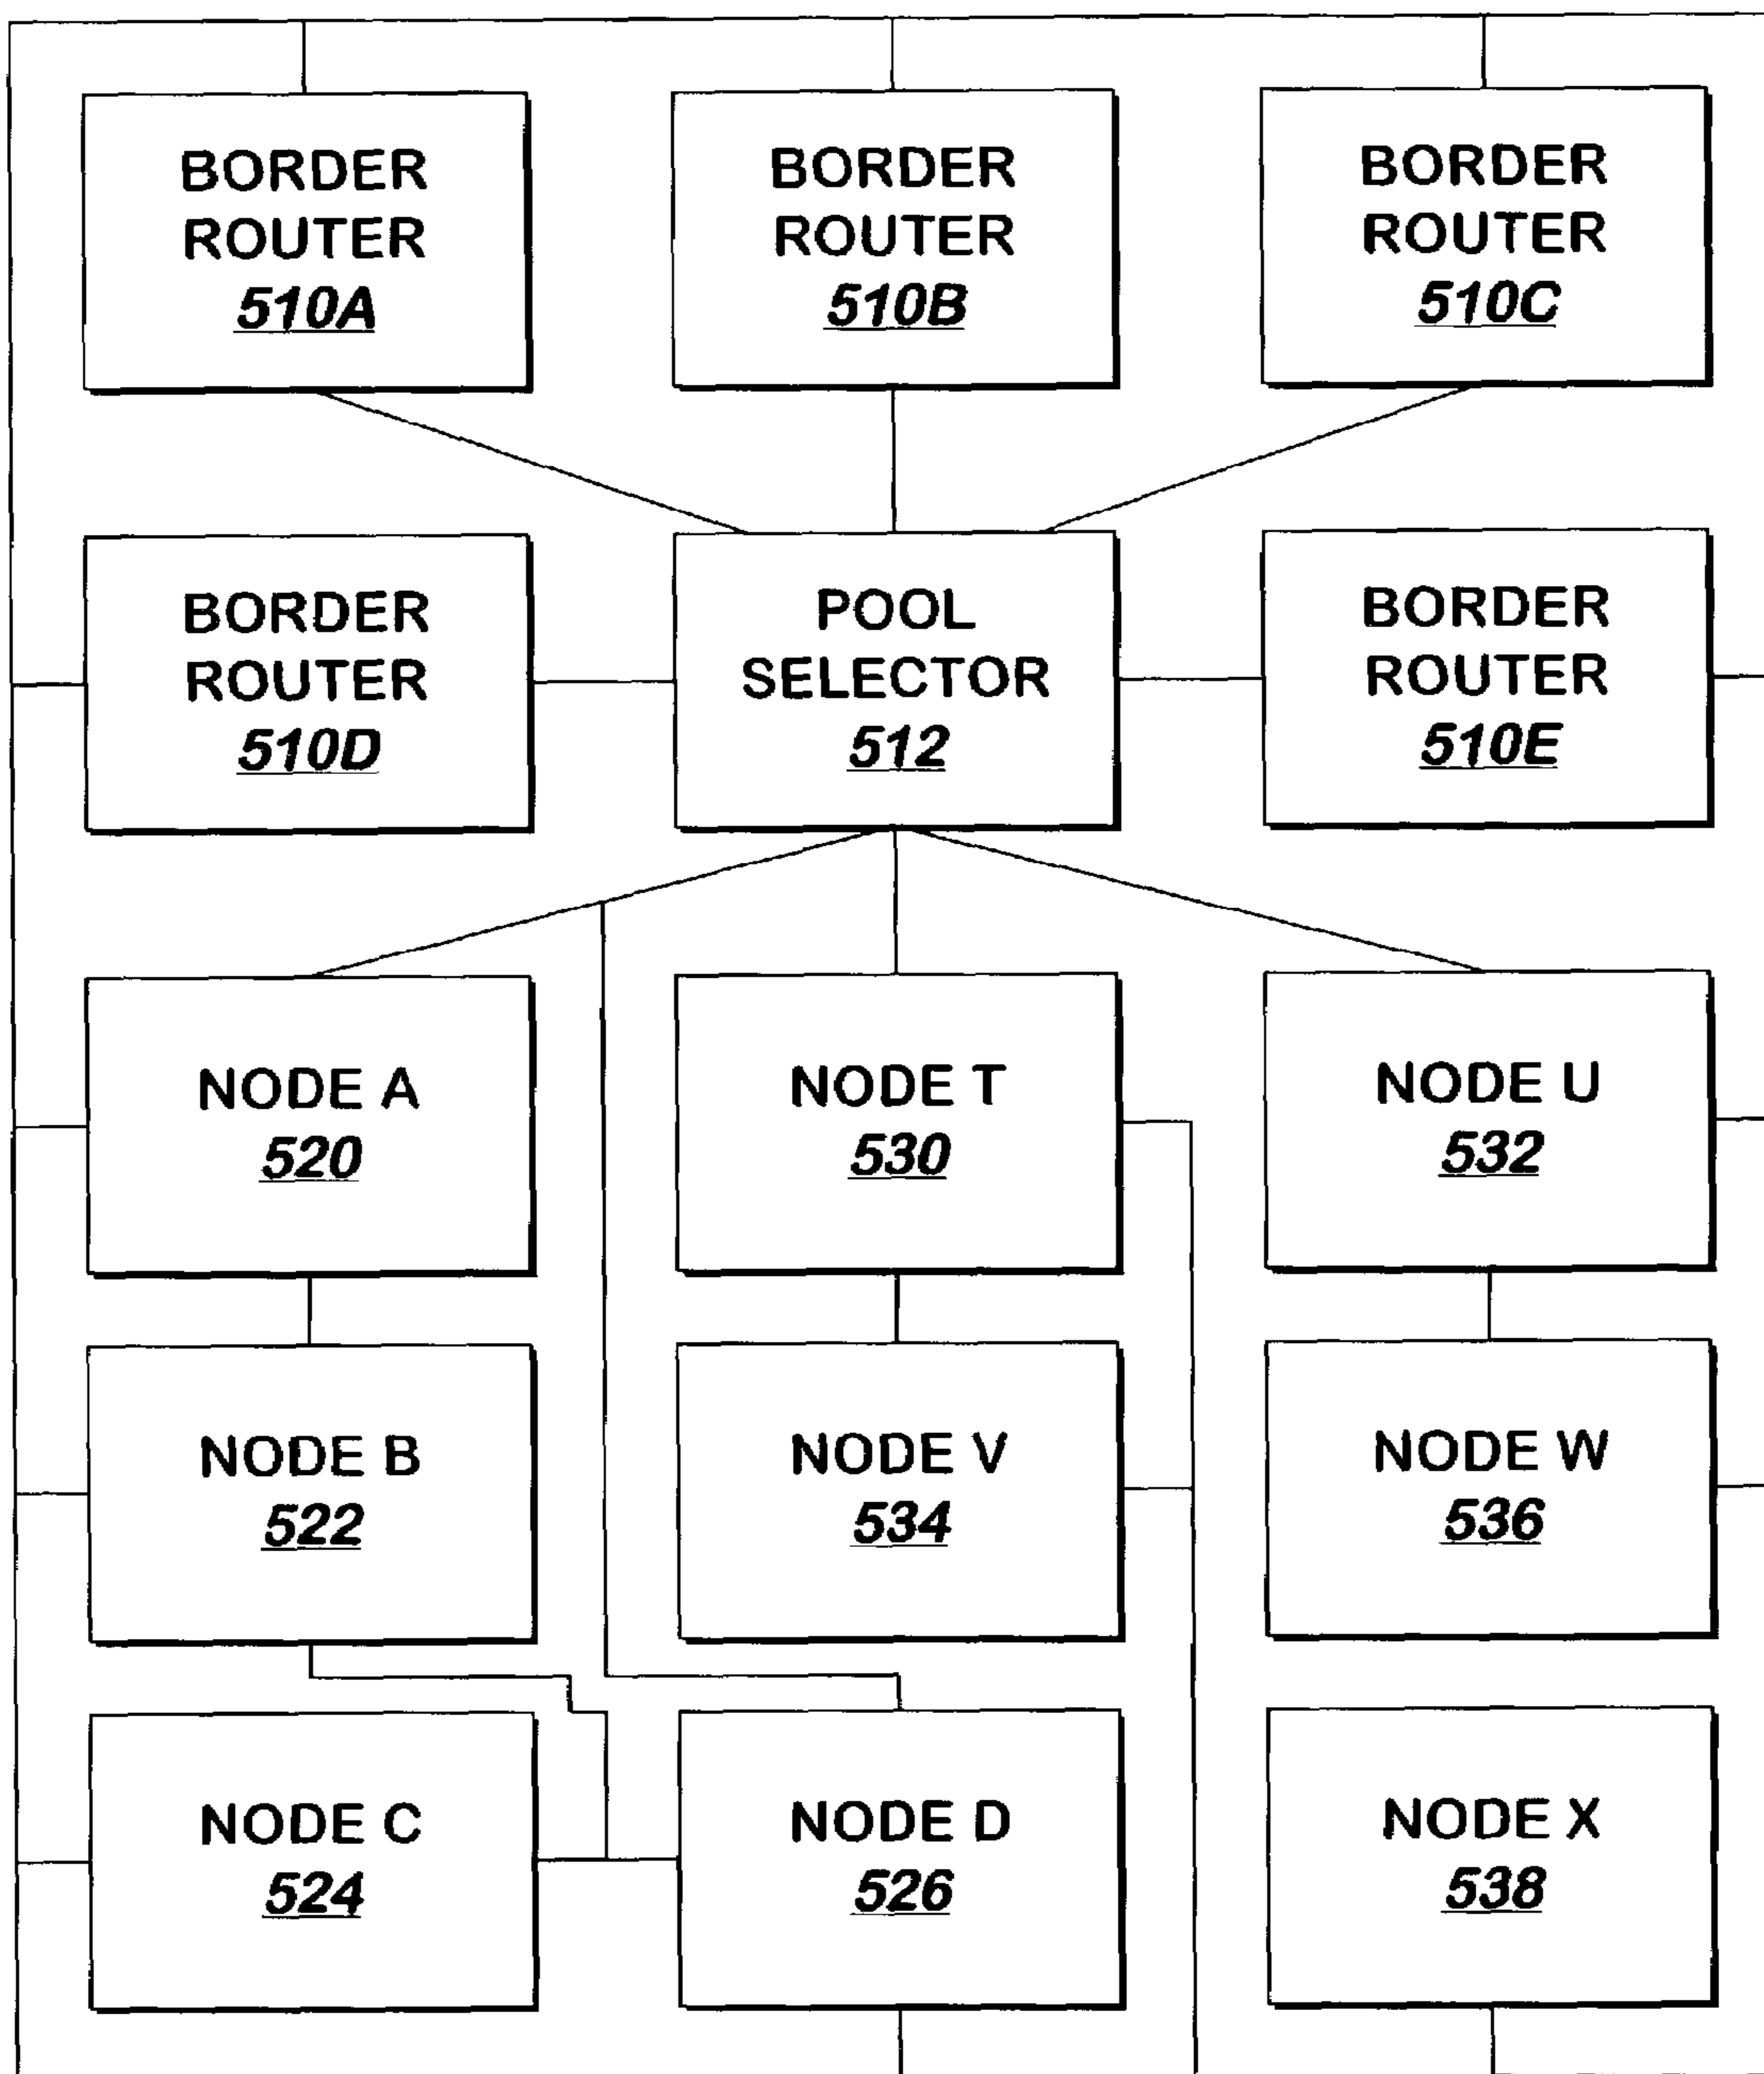 BORDER
ROUTER
510A
BORDER
ROUTER
510B
BORDER
ROUTER
510C
BORDER
ROUTER
510D
POOL
SELECTOR
512
BORDER
ROUTER
510E
NODE A
520
NODE T
530
NODE U
532
NODE B
522
NODE V
534
NODE W
536
NODE C
524
NODE D
526
NODE X
538